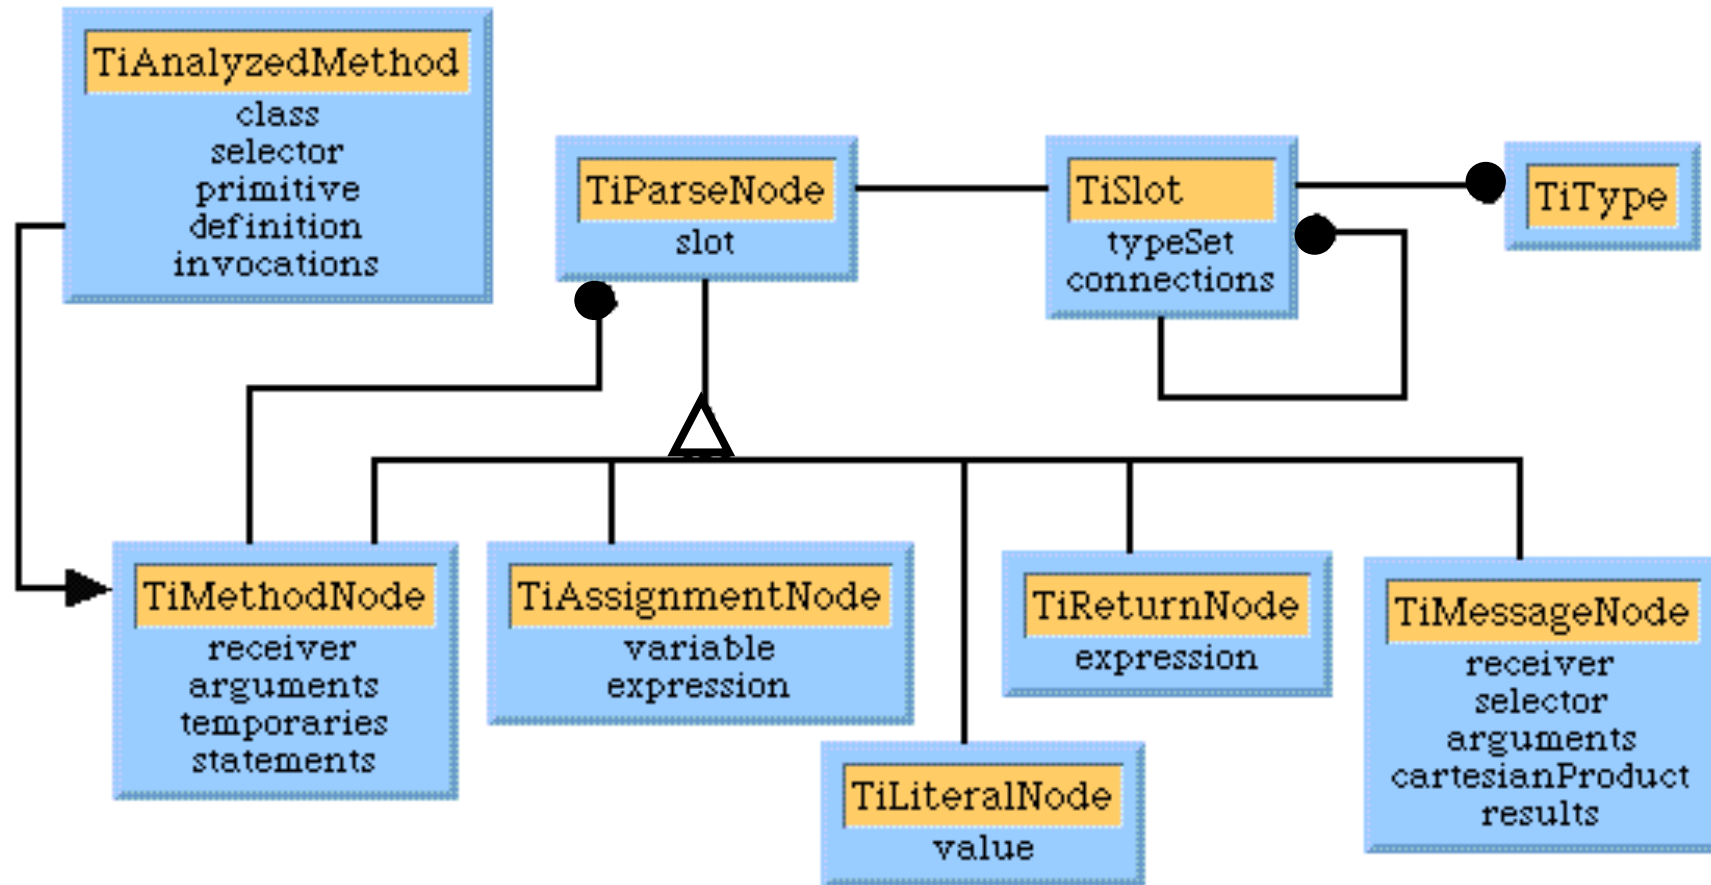 TiAnalyzedMethod
class
selector
primitive
definition
invocations
TiParseNode
slot
TiSlot
typeSet
connections
TiType
TiMethodNode
receiver
arguments
temporaries
statements
TiAssignmentNode
variable
expression
TiLiteralNode
value
TiReturnNode
expression
TiMessageNode
receiver
selector
arguments
cartesianProduct
results